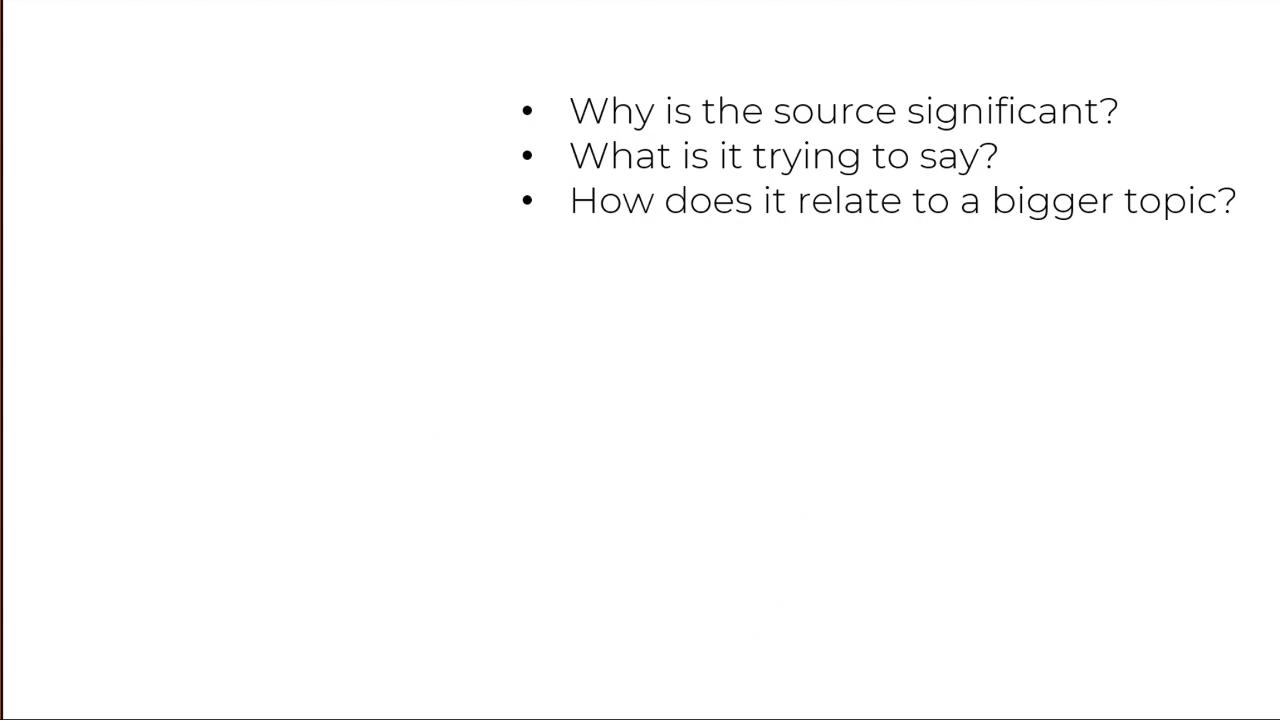 • Why is the source significant?
• What is it trying to say?
• How does it relate to a bigger topic?